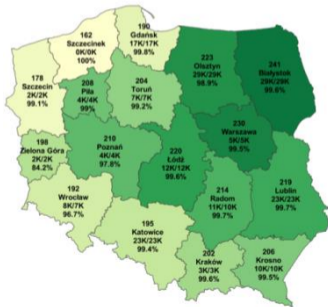 162
Szczecinek
0K/0K
100%
190
Gdańsk
17K/17K
99.8%
223
Olsztyn
29K/29K
98.9%
241
Białystok
29K/29K
99.6%
178
Szczecin
2K/2K
99.1%
208
Piła
4K/4K
99%
204
Toruń
7K/7K
99.2%
230
Warszawa
5K/5K
99.5%
198
Zielona Góra
2K/2K
84.2%
210
Poznań
4K/4K
97.8%
220
Łódź
12K/12K
99.6%
219
Lublin
23K/23K
99.7%
192
Wrocław
8K/7K
96.7%
214
Radom
11K/10K
99.7%
195
Katowice
23K/23K
99.4%
202
Kraków
3K/3K
99.6%
206
Krosno
10K/10K
99.5%